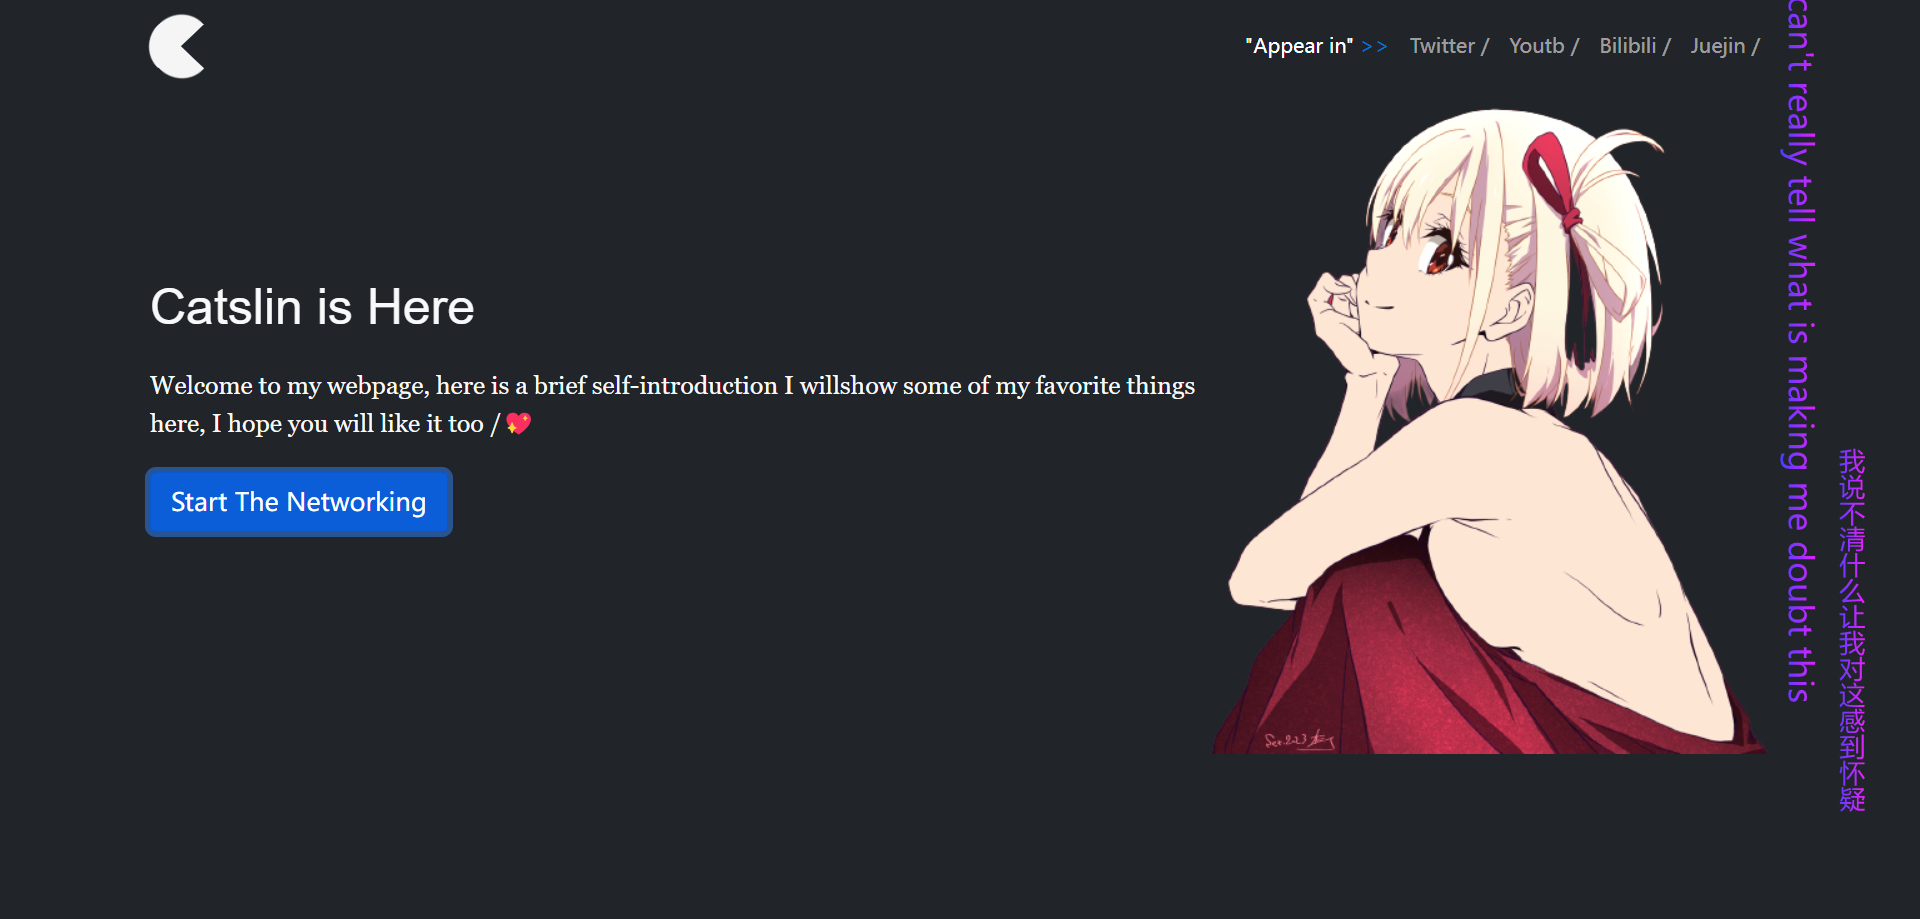 "Appear in" >> Twitter / Youtb / Bilibili / Juejin /
Catslin is Here
Welcome to my webpage, here is a brief self-introduction I willshow some of my favorite things
here, I hope you will like it too / 💖
Start The Networking
can't really tell what is making me doubt this
我说不清什么让我对这感到怀疑